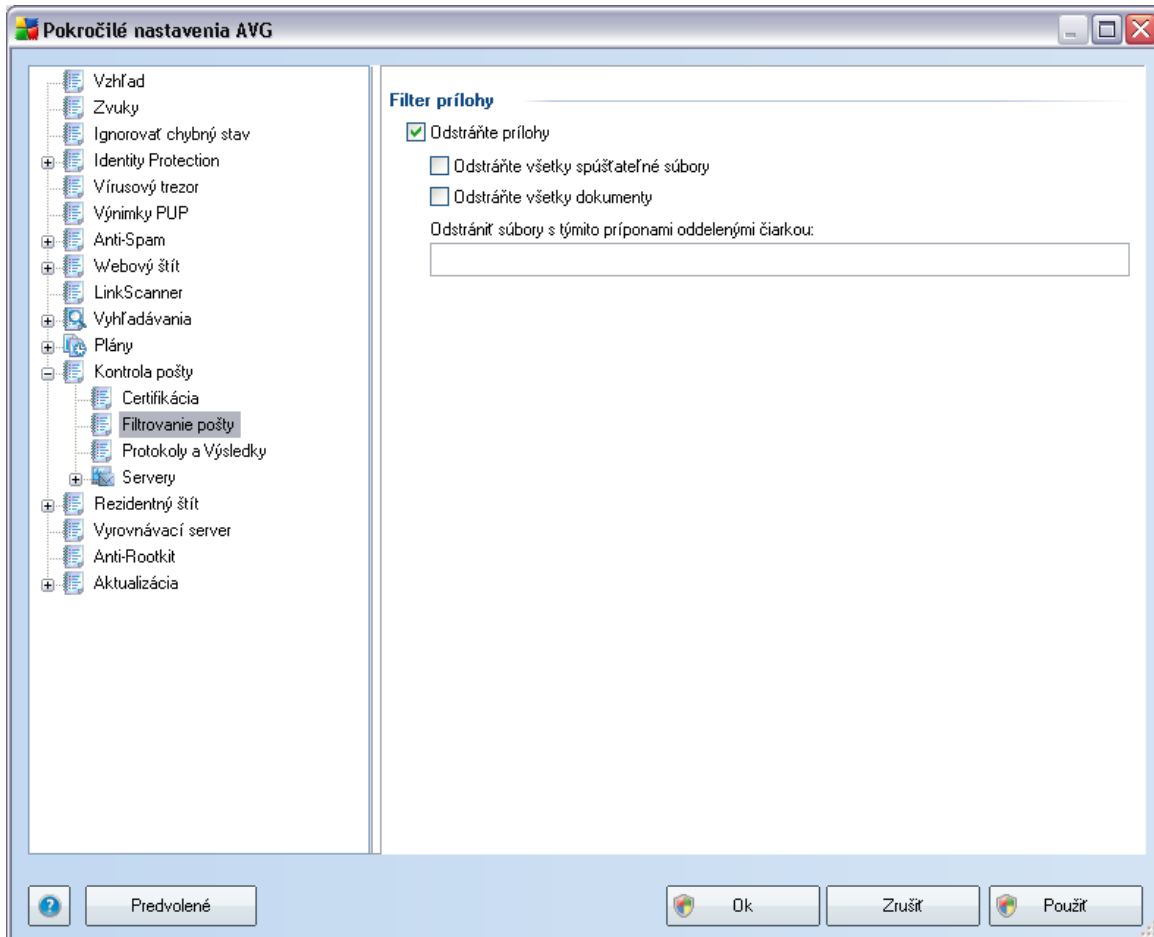 Pokročilé nastavenia AVG
Vzhľad
Zvuky
Ignorovať chybný stav
Identity Protection
Vírusový trezor
Výnimky PUP
Anti-Spam
Webový štít
LinkScanner
Vyhľadávania
Plány
Kontrola pošty
Certifikácia
Filtrovanie pošty
Protokoly a Výsledky
Servery
Rezidentný štít
Vyrovnávací server
Anti-Rootkit
Aktualizácia
Filter prílohy
Odstráňte prílohy
Odstráňte všetky spúšťateľné súbory
Odstráňte všetky dokumenty
Odstrániť súbory s týmito príponami oddelenými čiarkou:
Predvolené
Ok
Zrušiť
Použiť